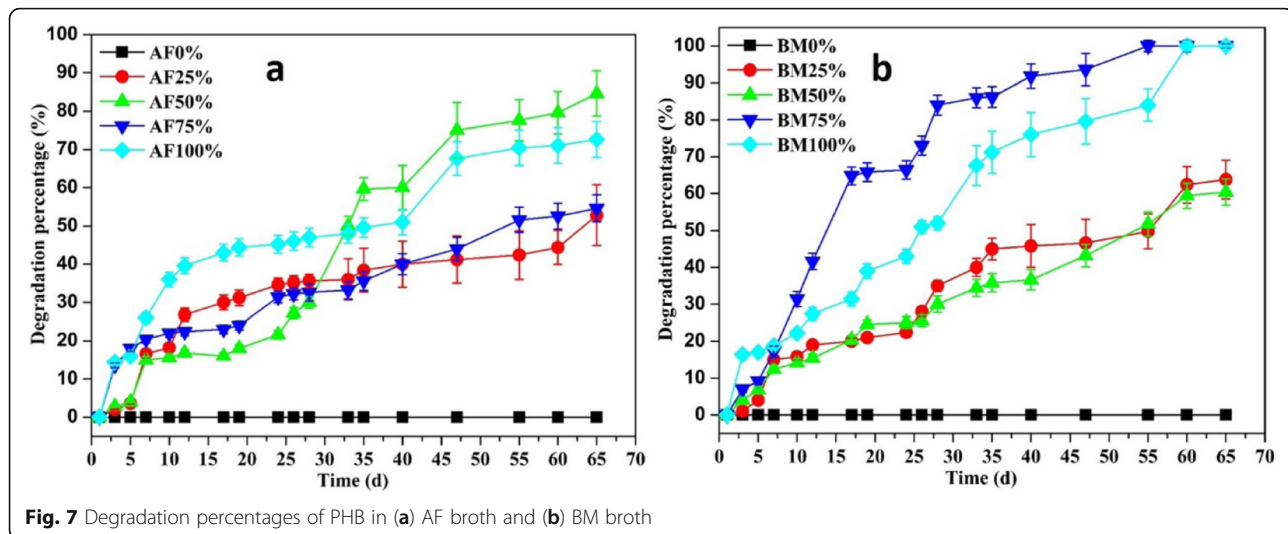 a
AF0%
AF25%
AF50%
AF75%
AF100%
Degradation percentage (%)
100
90
80
70
60
50
40
30
20
10
0
0 5 10 15 20 25 30 35 40 45 50 55 60 65 70
Time (d)
b
BM0%
BM25%
BM50%
BM75%
BM100%
Degradation percentage (%)
100
90
80
70
60
50
40
30
20
10
0
0 5 10 15 20 25 30 35 40 45 50 55 60 65 70
Time (d)
Fig. 7 Degradation percentages of PHB in (a) AF broth and (b) BM broth